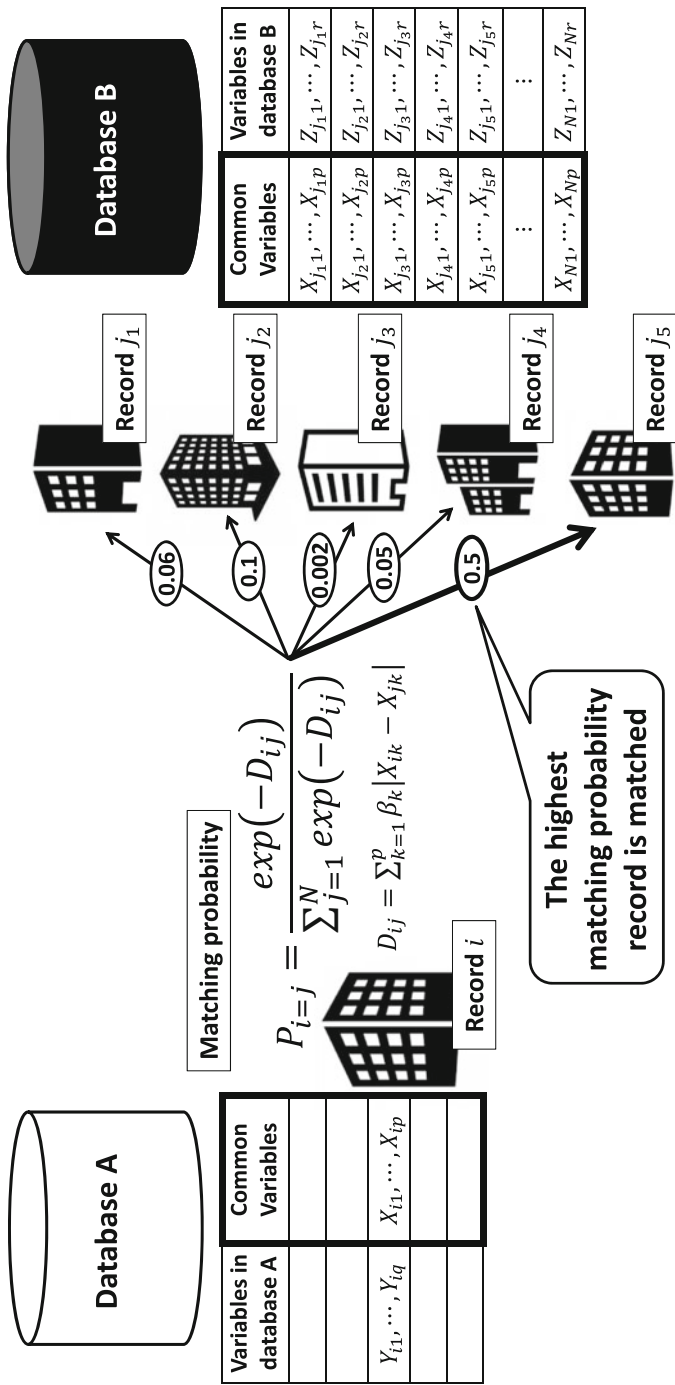 Database A
Variables in database A
Common Variables
Y_{i1}, ⋯, Y_{iq}
X_{i1}, ⋯, X_{ip}
Matching probability
P_{i=j} = \frac{exp(−D_{ij})}{∑_{j=1}^{N} exp(−D_{ij})}
D_{ij} = Σ_{k=1}^{p} β_k|X_{ik} − X_{jk}|
Record i
The highest
matching probability
record is matched
0.06
0.1
0.002
0.05
0.5
Record j_1
Record j_2
Record j_3
Record j_4
Record j_5
Database B
Common Variables
Variables in database B
X_{j_1 1}, ⋯, X_{j_1 p}
Z_{j_1 1}, ⋯, Z_{j_1 r}
X_{j_2 1}, ⋯, X_{j_2 p}
Z_{j_2 1}, ⋯, Z_{j_2 r}
X_{j_3 1}, ⋯, X_{j_3 p}
Z_{j_3 1}, ⋯, Z_{j_3 r}
X_{j_4 1}, ⋯, X_{j_4 p}
Z_{j_4 1}, ⋯, Z_{j_4 r}
X_{j_5 1}, ⋯, X_{j_5 p}
Z_{j_5 1}, ⋯, Z_{j_5 r}
⋮
⋮
X_{N1}, ⋯, X_{Np}
Z_{N1}, ⋯, Z_{Nr}